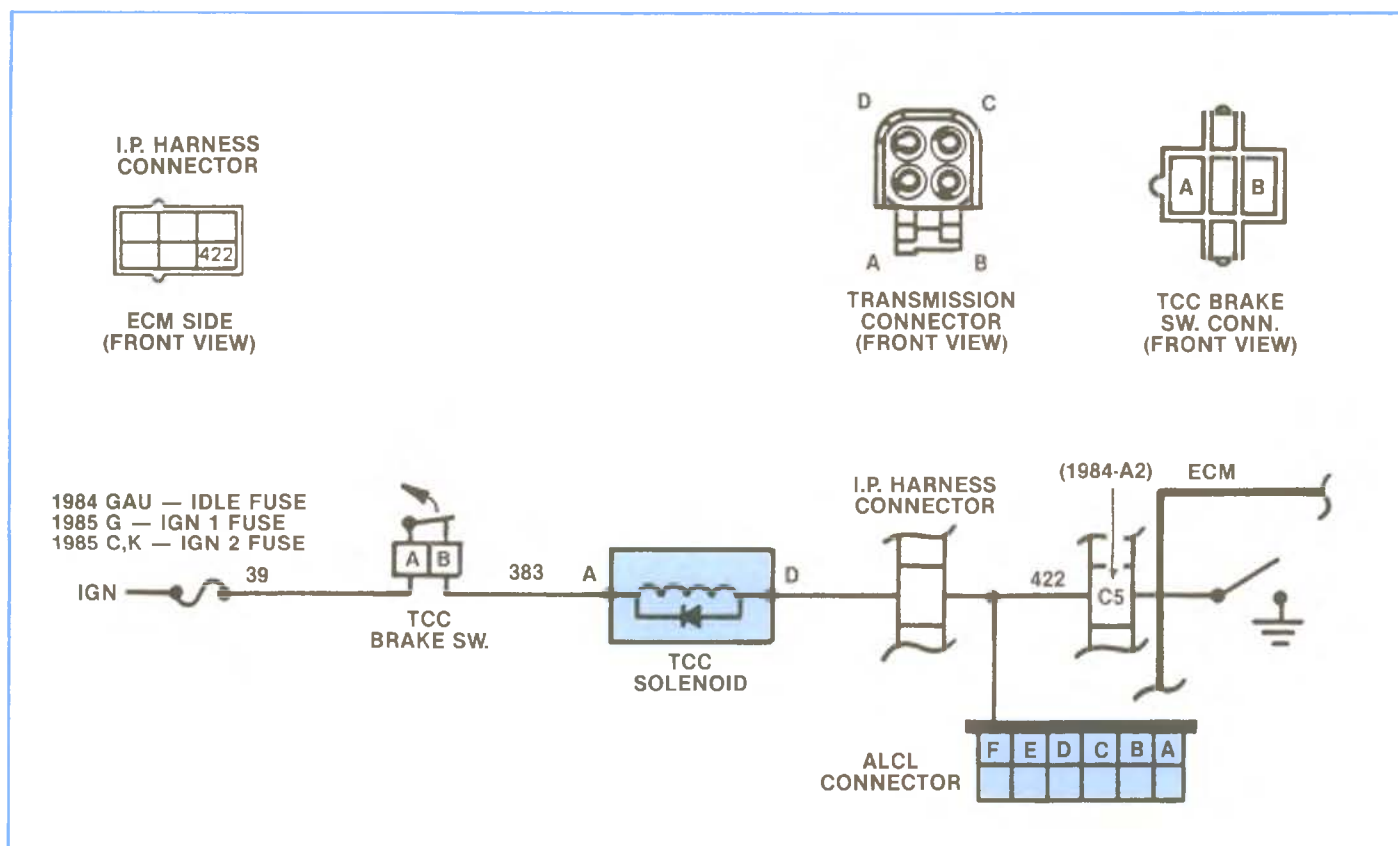 I.P. HARNESS
CONNECTOR
422
ECM SIDE
(FRONT VIEW)
D C
A B
TRANSMISSION
CONNECTOR
(FRONT VIEW)
A B
TCC BRAKE
SW. CONN.
(FRONT VIEW)
1984 GAU — IDLE FUSE
1985 G — IGN 1 FUSE
1985 C,K — IGN 2 FUSE
IGN
39
A B
TCC
BRAKE SW.
383
A
D
TCC
SOLENOID
I.P. HARNESS
CONNECTOR
422
(1984-A2)
C5
ECM
F E D C B A
ALCL
CONNECTOR